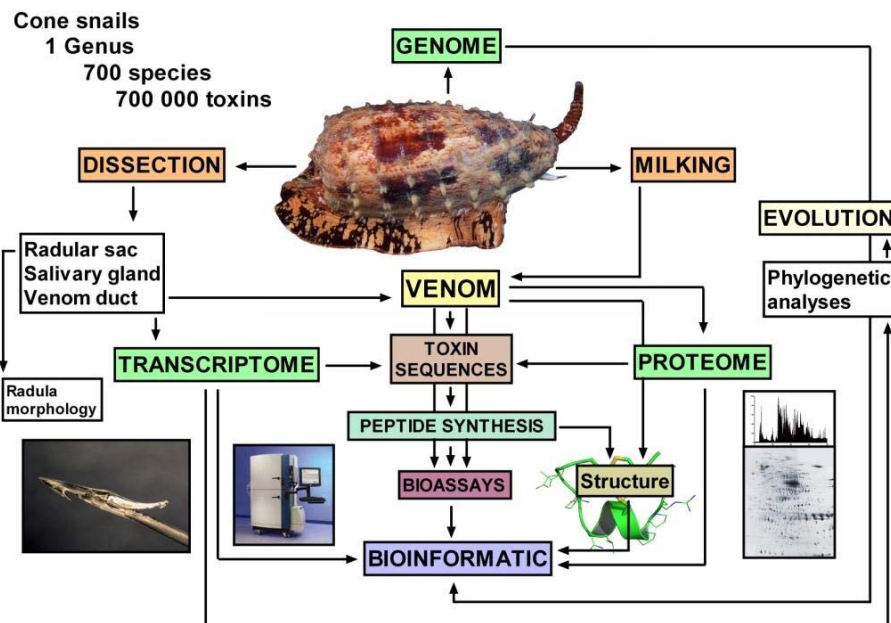 Cone snails
1 Genus
700 species
700 000 toxins
GENOME
DISSECTION
MILKING
EVOLUTION
Radular sac
Salivary gland
Venom duct
VENOM
Phylogenetic
analyses
TRANSCRIPTOME
TOXIN
SEQUENCES
PROTEOME
Radula
morphology
PEPTIDE SYNTHESIS
BIOASSAYS
Structure
BIOINFORMATIC